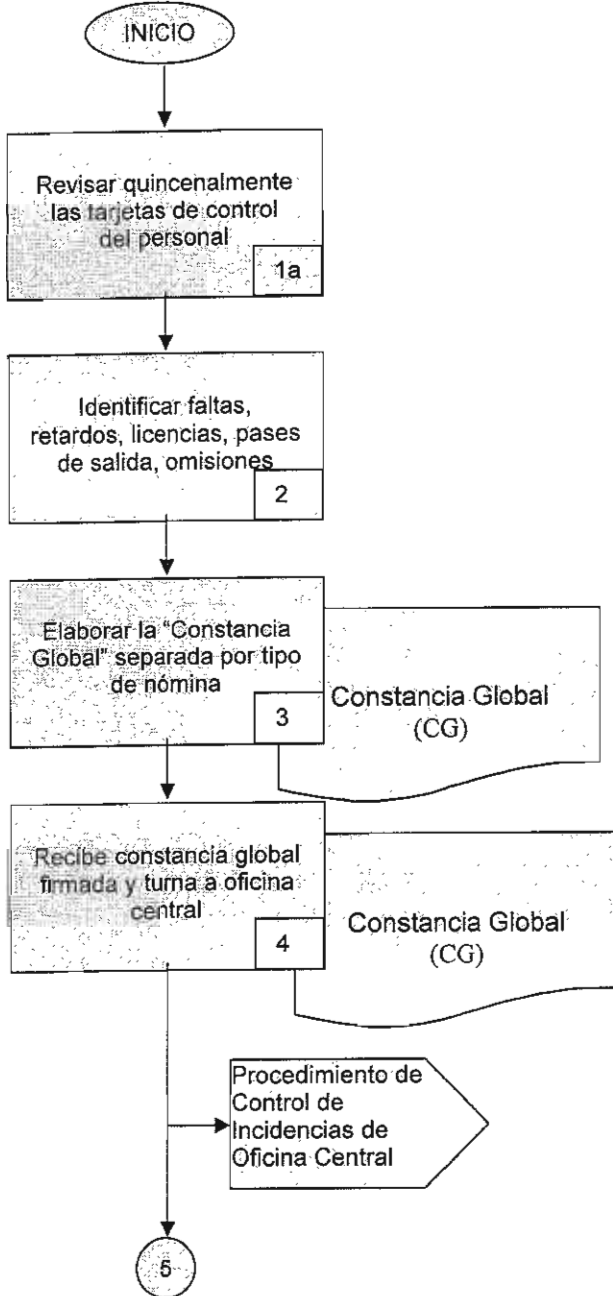 INICIO
Revisar quincenalmente
las tarjetas de control
del personal
1a
Identificar faltas,
retardos, licencias, pases
de salida, omisiones
2
Elaborar la "Constancia
Global" separada por tipo
de nómina
3
Constancia Global
(CG)
Recibe constancia global
firmada y turna a oficina
central
4
Constancia Global
(CG)
Procedimiento de
Control de
Incidencias de
Oficina Central
5